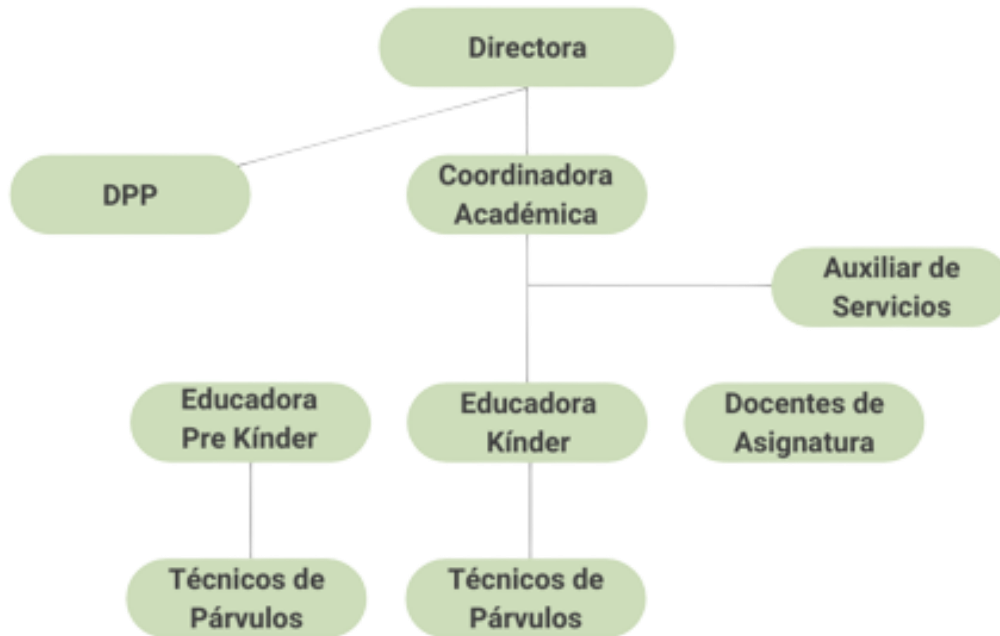 Directora
DPP
Coordinadora
Académica
Auxiliar de
Servicios
Educadora
Pre Kínder
Educadora
Kínder
Docentes de
Asignatura
Técnicos de
Párvulos
Técnicos de
Párvulos